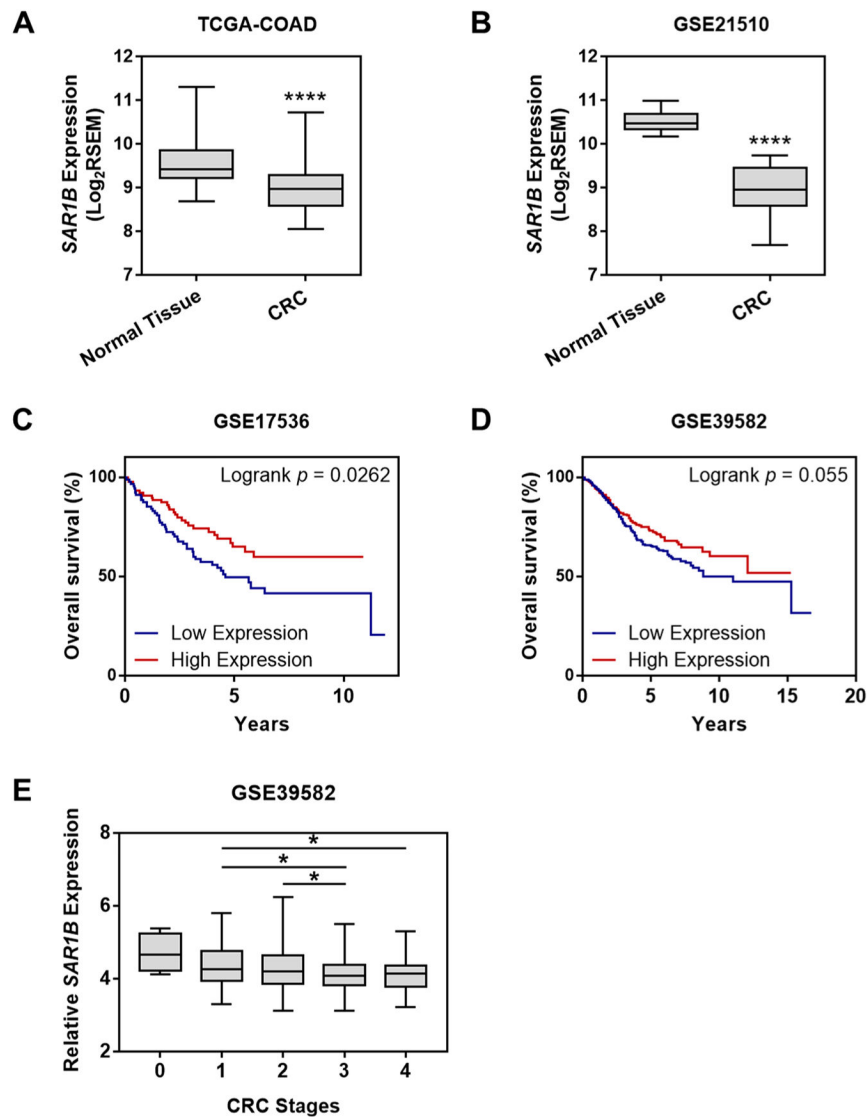 A
TCGA-COAD
SAR1B Expression
(Log2RSEM)
12
11
10
9
8
7
****
Normal Tissue
CRC
B
GSE21510
SAR1B Expression
(Log2RSEM)
12
11
10
9
8
7
****
Normal Tissue
CRC
C
GSE17536
Overall survival (%)
100
50
0
Logrank p = 0.0262
Low Expression
High Expression
0 5 10
Years
D
GSE39582
Overall survival (%)
100
50
0
Logrank p = 0.055
Low Expression
High Expression
0 5 10 15 20
Years
E
GSE39582
Relative SAR1B Expression
8
6
4
2
*
*
*
0 1 2 3 4
CRC Stages